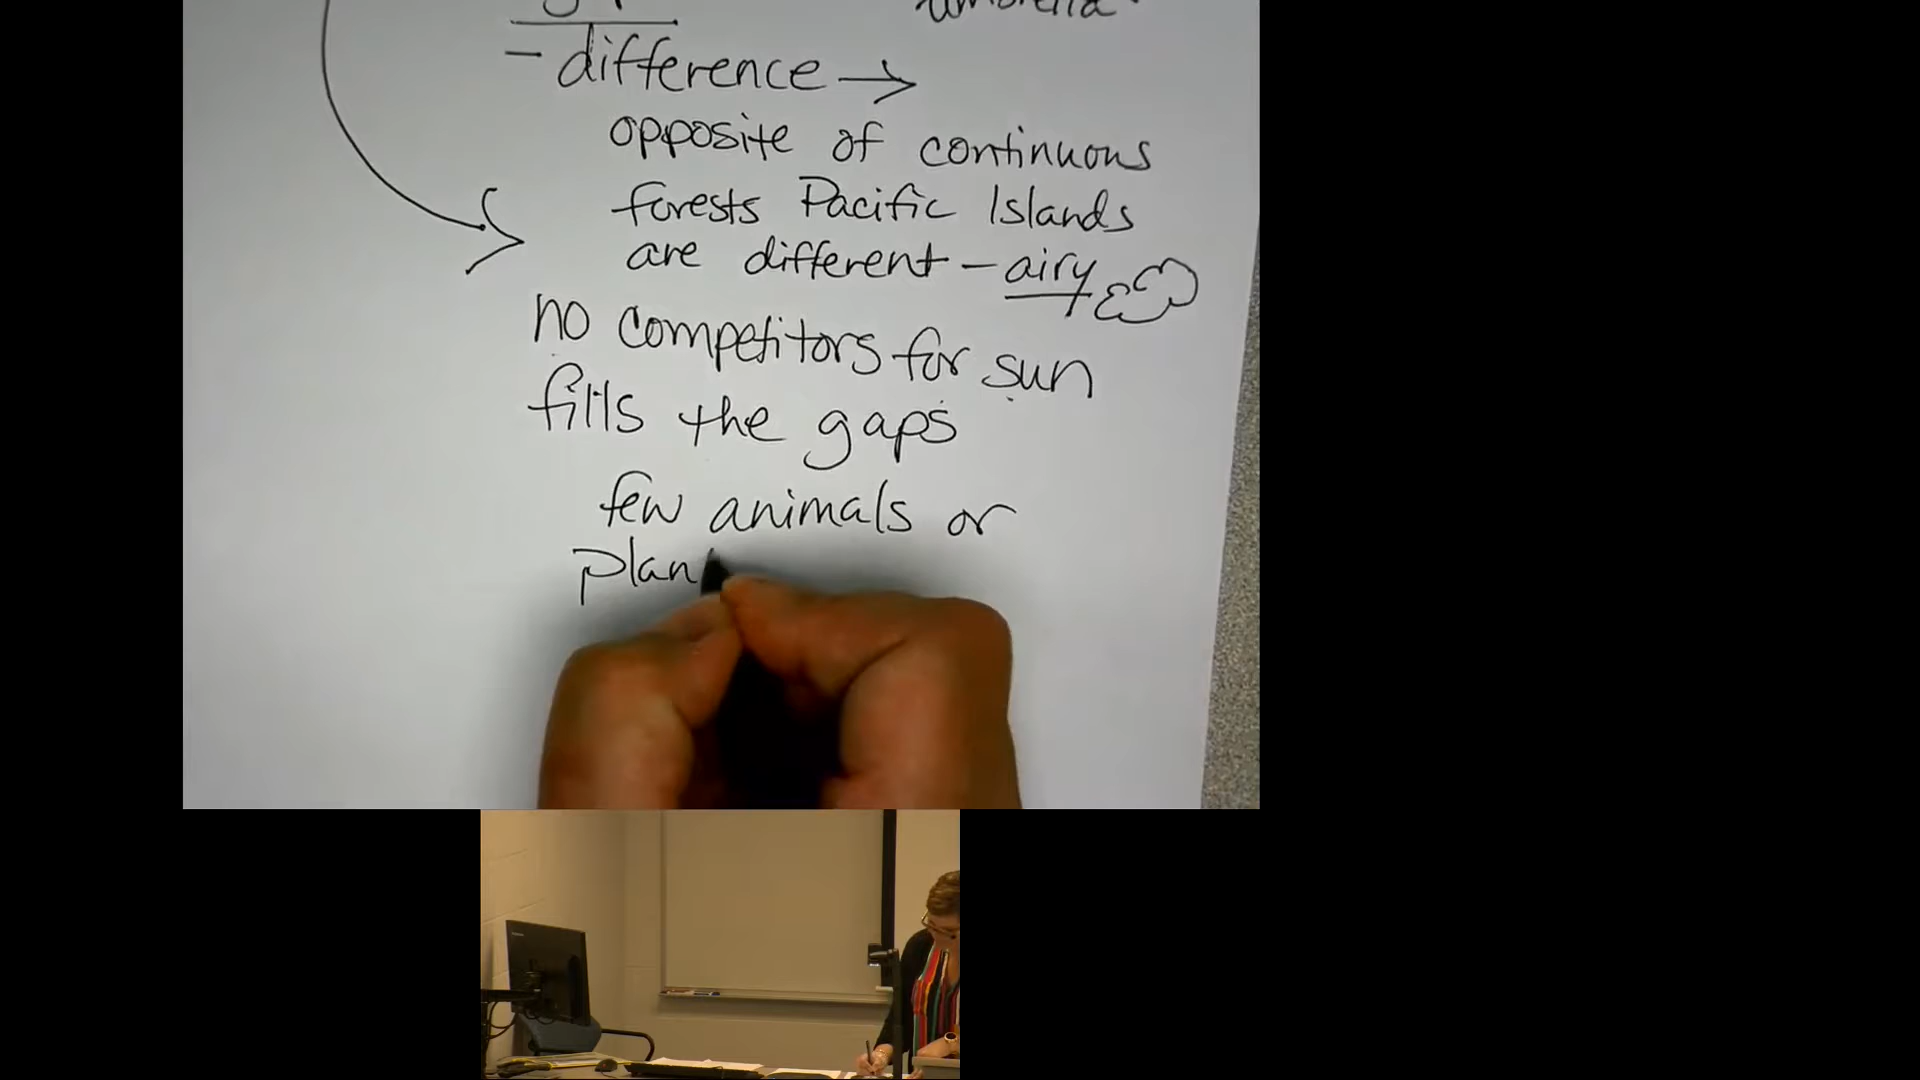 umbrella
- difference →
opposite of continuous
forests Pacific Islands
are different - airy
no competitors for sun
fills the gaps
few animals or
plan